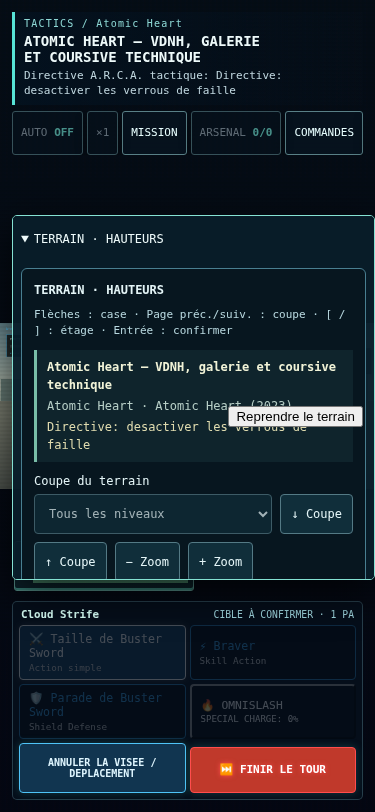 TACTICS / Atomic Heart
ATOMIC HEART — VDNH, GALERIE
ET COURSIVE TECHNIQUE
Directive A.R.C.A. tactique: Directive:
desactiver les verrous de faille
AUTO OFF
×1
MISSION
ARSENAL 0/0
COMMANDES
▼ TERRAIN · HAUTEURS
TERRAIN · HAUTEURS
Flèches : case · Page préc./suiv. : coupe · [ /
] : étage · Entrée : confirmer
Atomic Heart — VDNH, galerie et coursive
technique
Atomic Heart · Atomic Heart (2023)
Reprendre le terrain
Directive: desactiver les verrous de
faille
Coupe du terrain
Tous les niveaux
↓ Coupe
↑ Coupe
− Zoom
+ Zoom
Cloud Strife
CIBLE À CONFIRMER · 1 PA
⚔️ Taille de Buster
Sword
Action simple
⚡ Braver
Skill Action
🛡️ Parade de Buster
Sword
Shield Defense
🔥 OMNISLASH
SPECIAL CHARGE: 0%
ANNULER LA VISEE /
DEPLACEMENT
⏩ FINIR LE TOUR